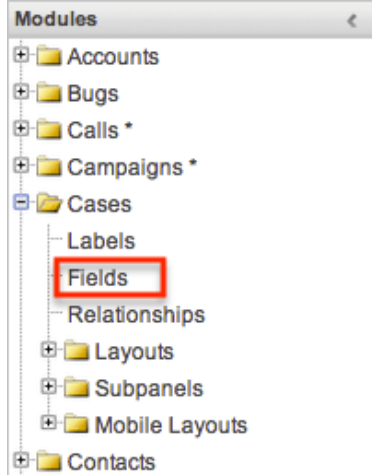 Modules
Accounts
Bugs
Calls *
Campaigns *
Cases
Labels
Fields
Relationships
Layouts
Subpanels
Mobile Layouts
Contacts